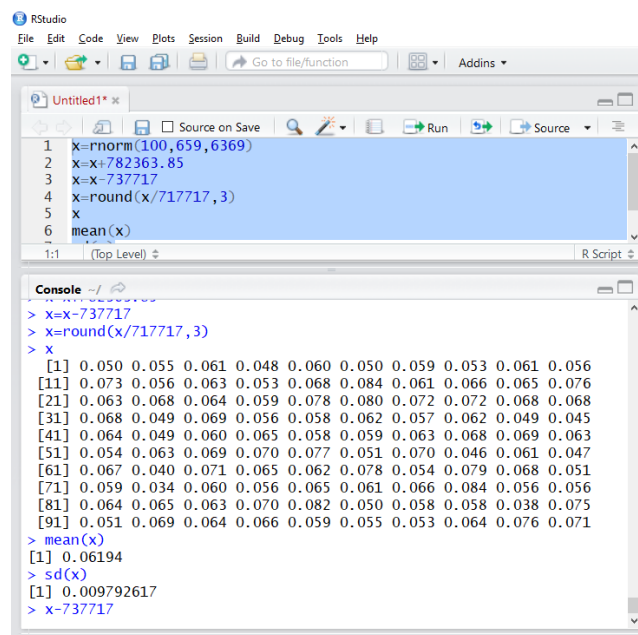 RStudio
File Edit Code View Plots Session Build Debug Tools Help
Go to file/function Addins
Untitled1* ×
Source on Save Run Source
1 x=rnorm(100,659,6369)
2 x=x+782363.85
3 x=x-737717
4 x=round(x/717717,3)
5 x
6 mean(x)
1:1 (Top Level) R Script
Console ~/
> x=x-737717
> x=round(x/717717,3)
> x
[1] 0.050 0.055 0.061 0.048 0.060 0.050 0.059 0.053 0.061 0.056
[11] 0.073 0.056 0.063 0.053 0.068 0.084 0.061 0.066 0.065 0.076
[21] 0.063 0.068 0.064 0.059 0.078 0.080 0.072 0.072 0.068 0.068
[31] 0.068 0.049 0.069 0.056 0.058 0.062 0.057 0.062 0.049 0.045
[41] 0.064 0.049 0.060 0.065 0.058 0.059 0.063 0.068 0.069 0.063
[51] 0.054 0.063 0.069 0.070 0.077 0.051 0.070 0.046 0.061 0.047
[61] 0.067 0.040 0.071 0.065 0.062 0.078 0.054 0.079 0.068 0.051
[71] 0.059 0.034 0.060 0.056 0.065 0.061 0.066 0.084 0.056 0.056
[81] 0.064 0.065 0.063 0.070 0.082 0.050 0.058 0.058 0.038 0.075
[91] 0.051 0.069 0.064 0.066 0.059 0.055 0.053 0.064 0.076 0.071
> mean(x)
[1] 0.06194
> sd(x)
[1] 0.009792617
> x-737717